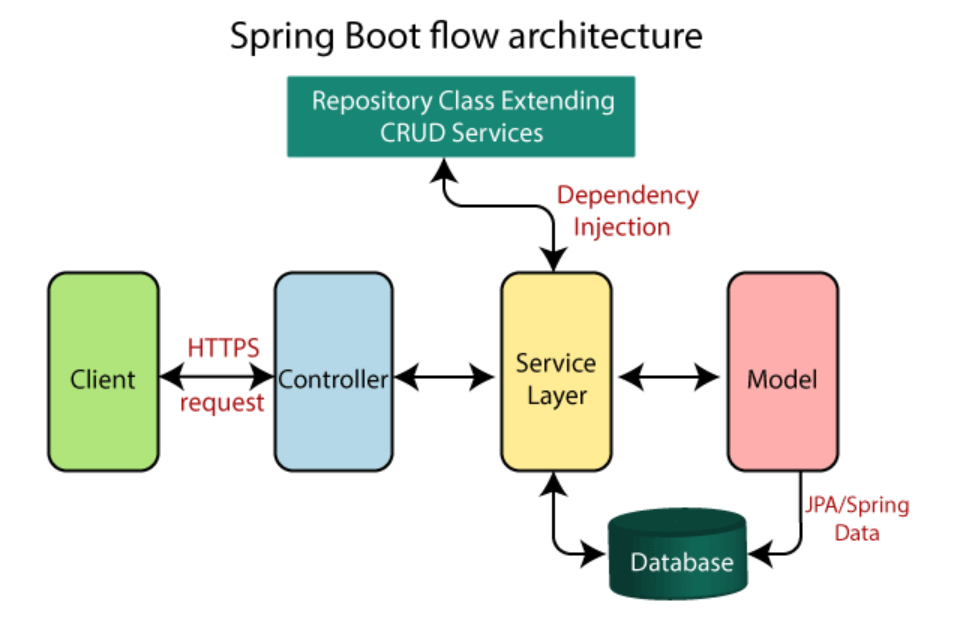 Spring Boot flow architecture
Repository Class Extending
CRUD Services
Dependency
Injection
Client
HTTPS
request
Controller
Service
Layer
Model
JPA/Spring
Data
Database